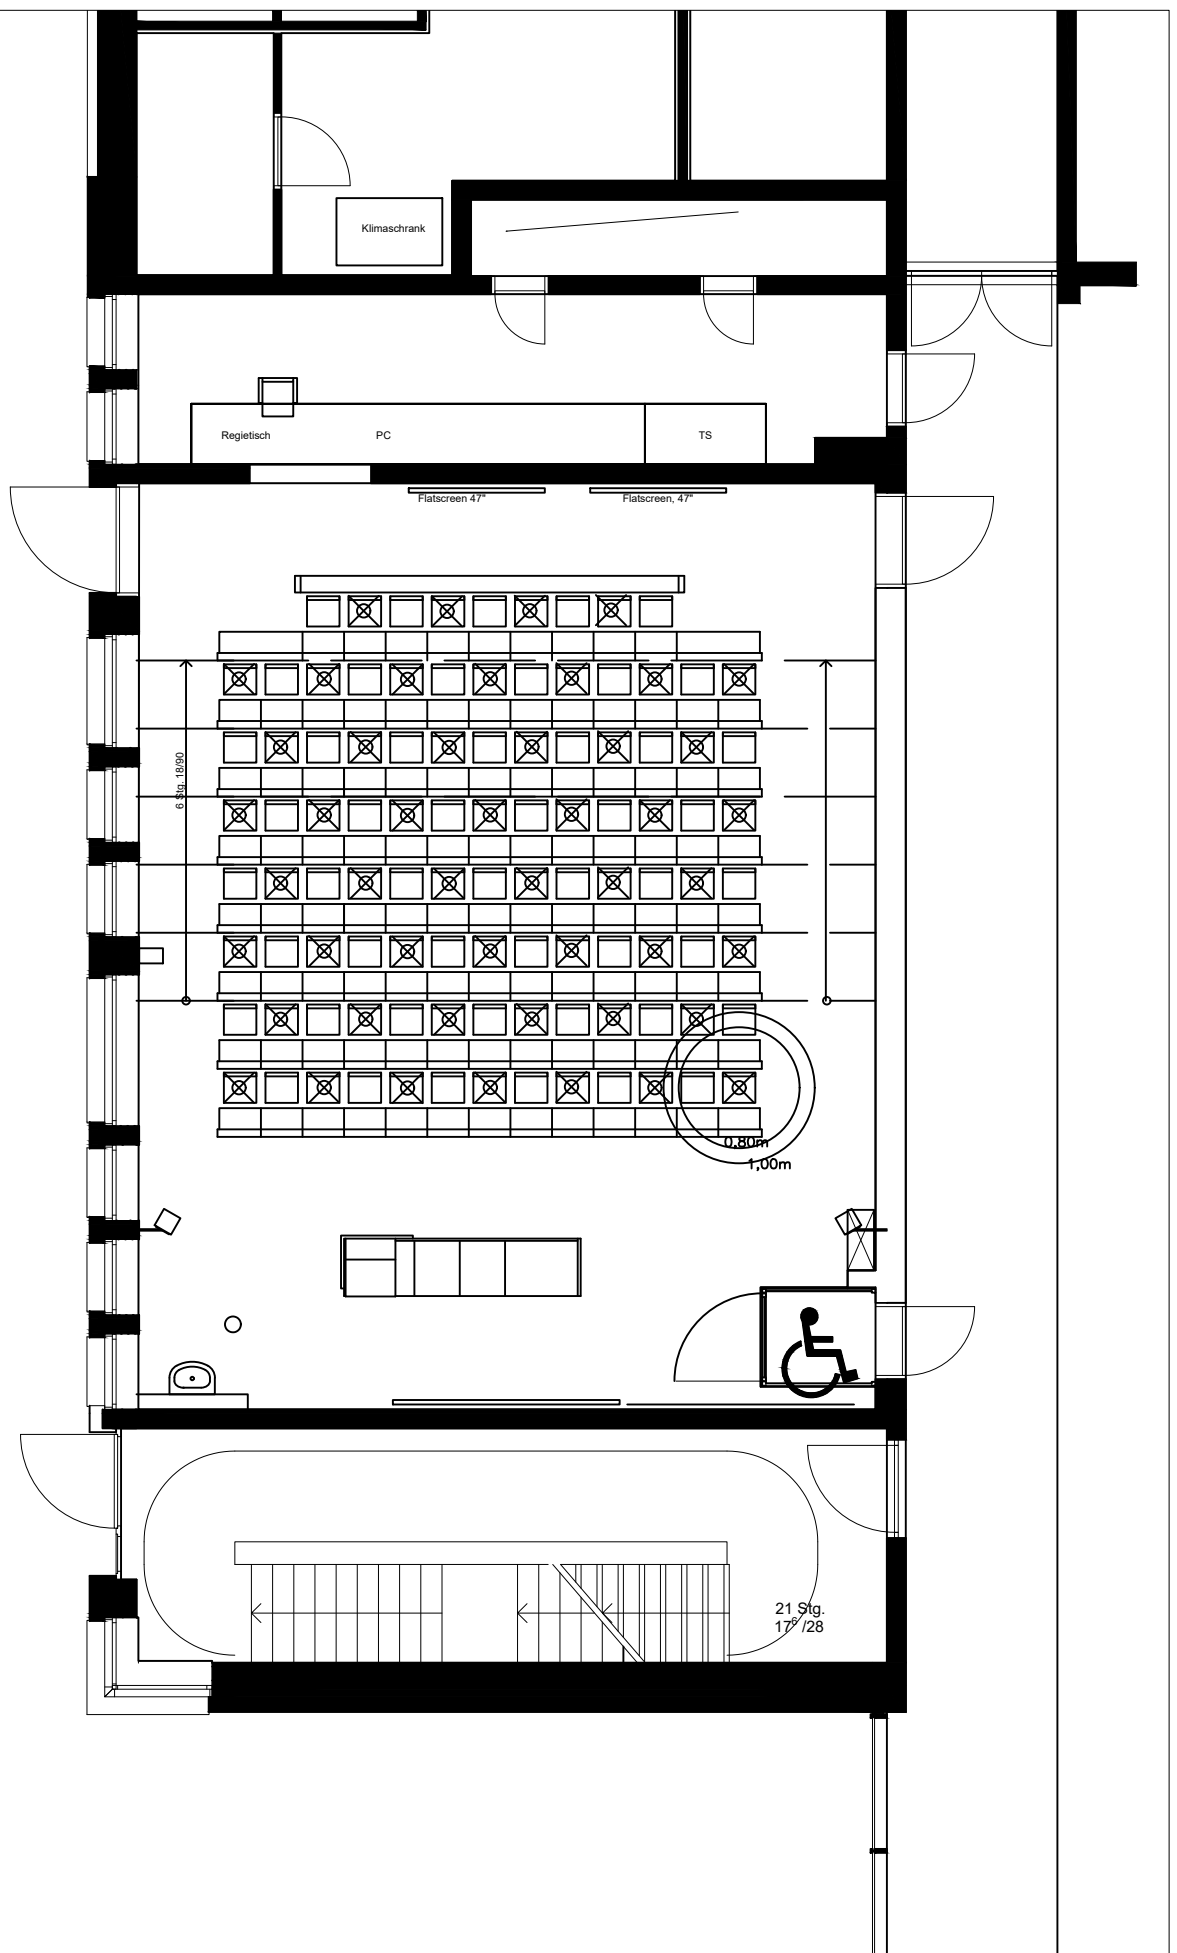 Klimaschrank
Regietisch
PC
TS
Flatscreen 47"
Flatscreen, 47"
6 Stg. 18/90
0,80m
1,00m
21 Stg.
17⁶/28